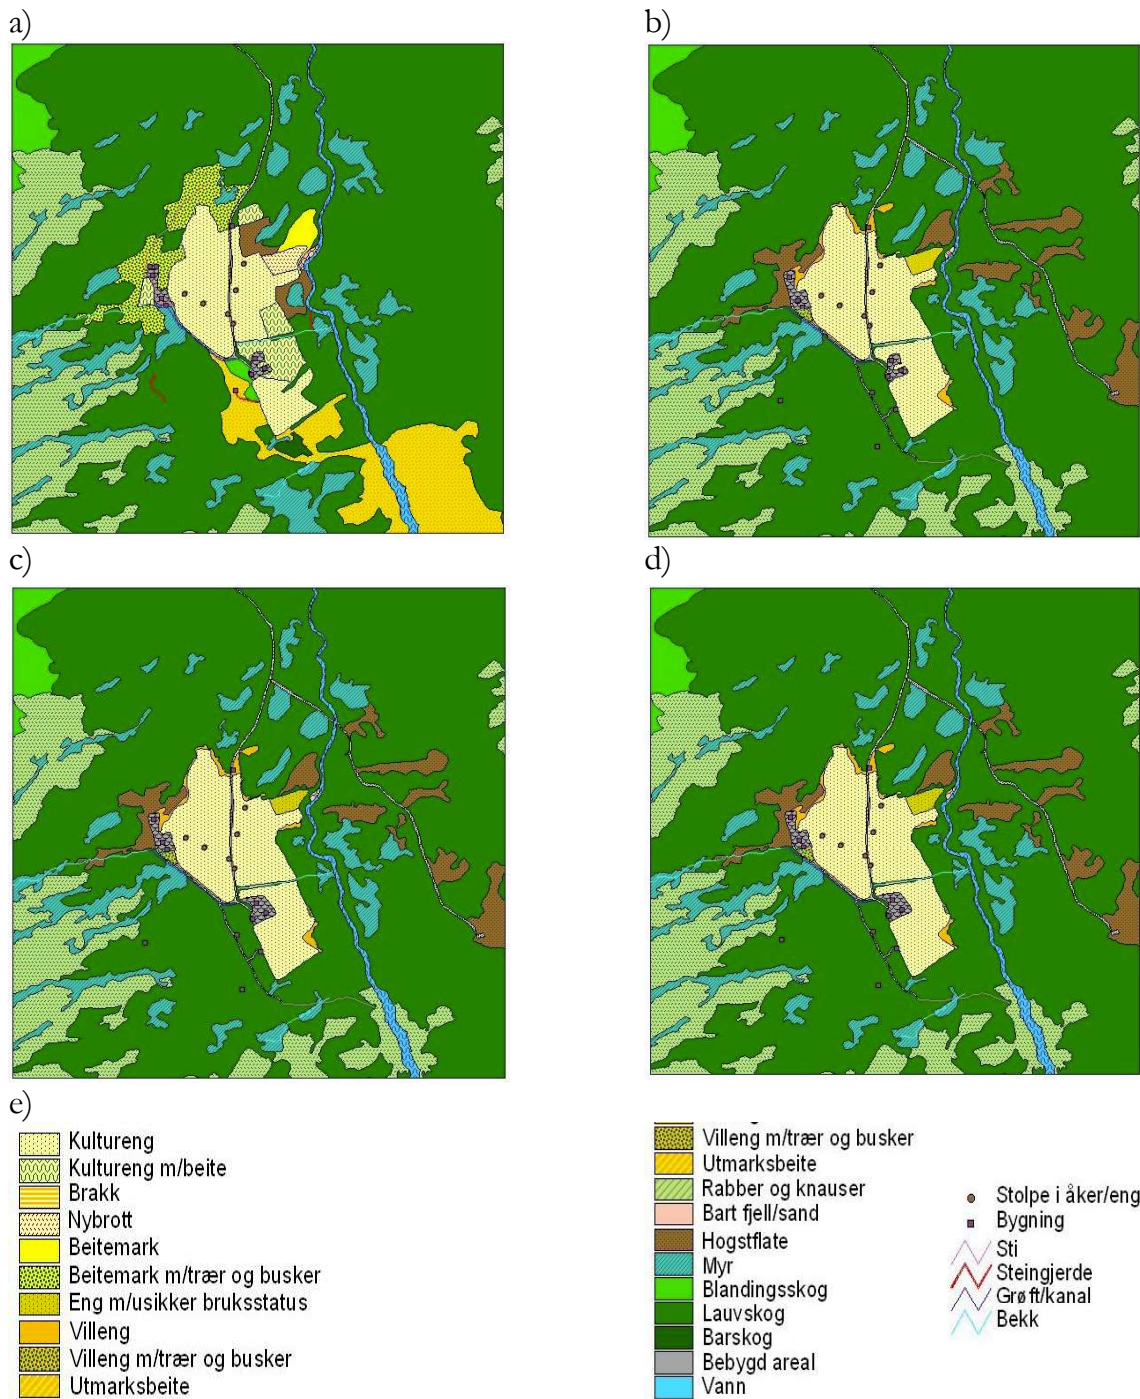 a)
b)
c)
d)
e)
Kultureng
Kultureng m/beite
Brakk
Nybrott
Beitemark
Beitemark m/trær og busker
Eng m/usikker bruksstatus
Villeng
Villeng m/trær og busker
Utmarksbeite
Villeng m/trær og busker
Utmarksbeite
Rabber og knauser
Bart fjell/sand
Hogstflate
Myr
Blandingsskog
Lauvskog
Barskog
Bebygd areal
Vann
Stolpe i åker/eng
Bygning
Sti
Steingjerde
Grøft/kanal
Bekk